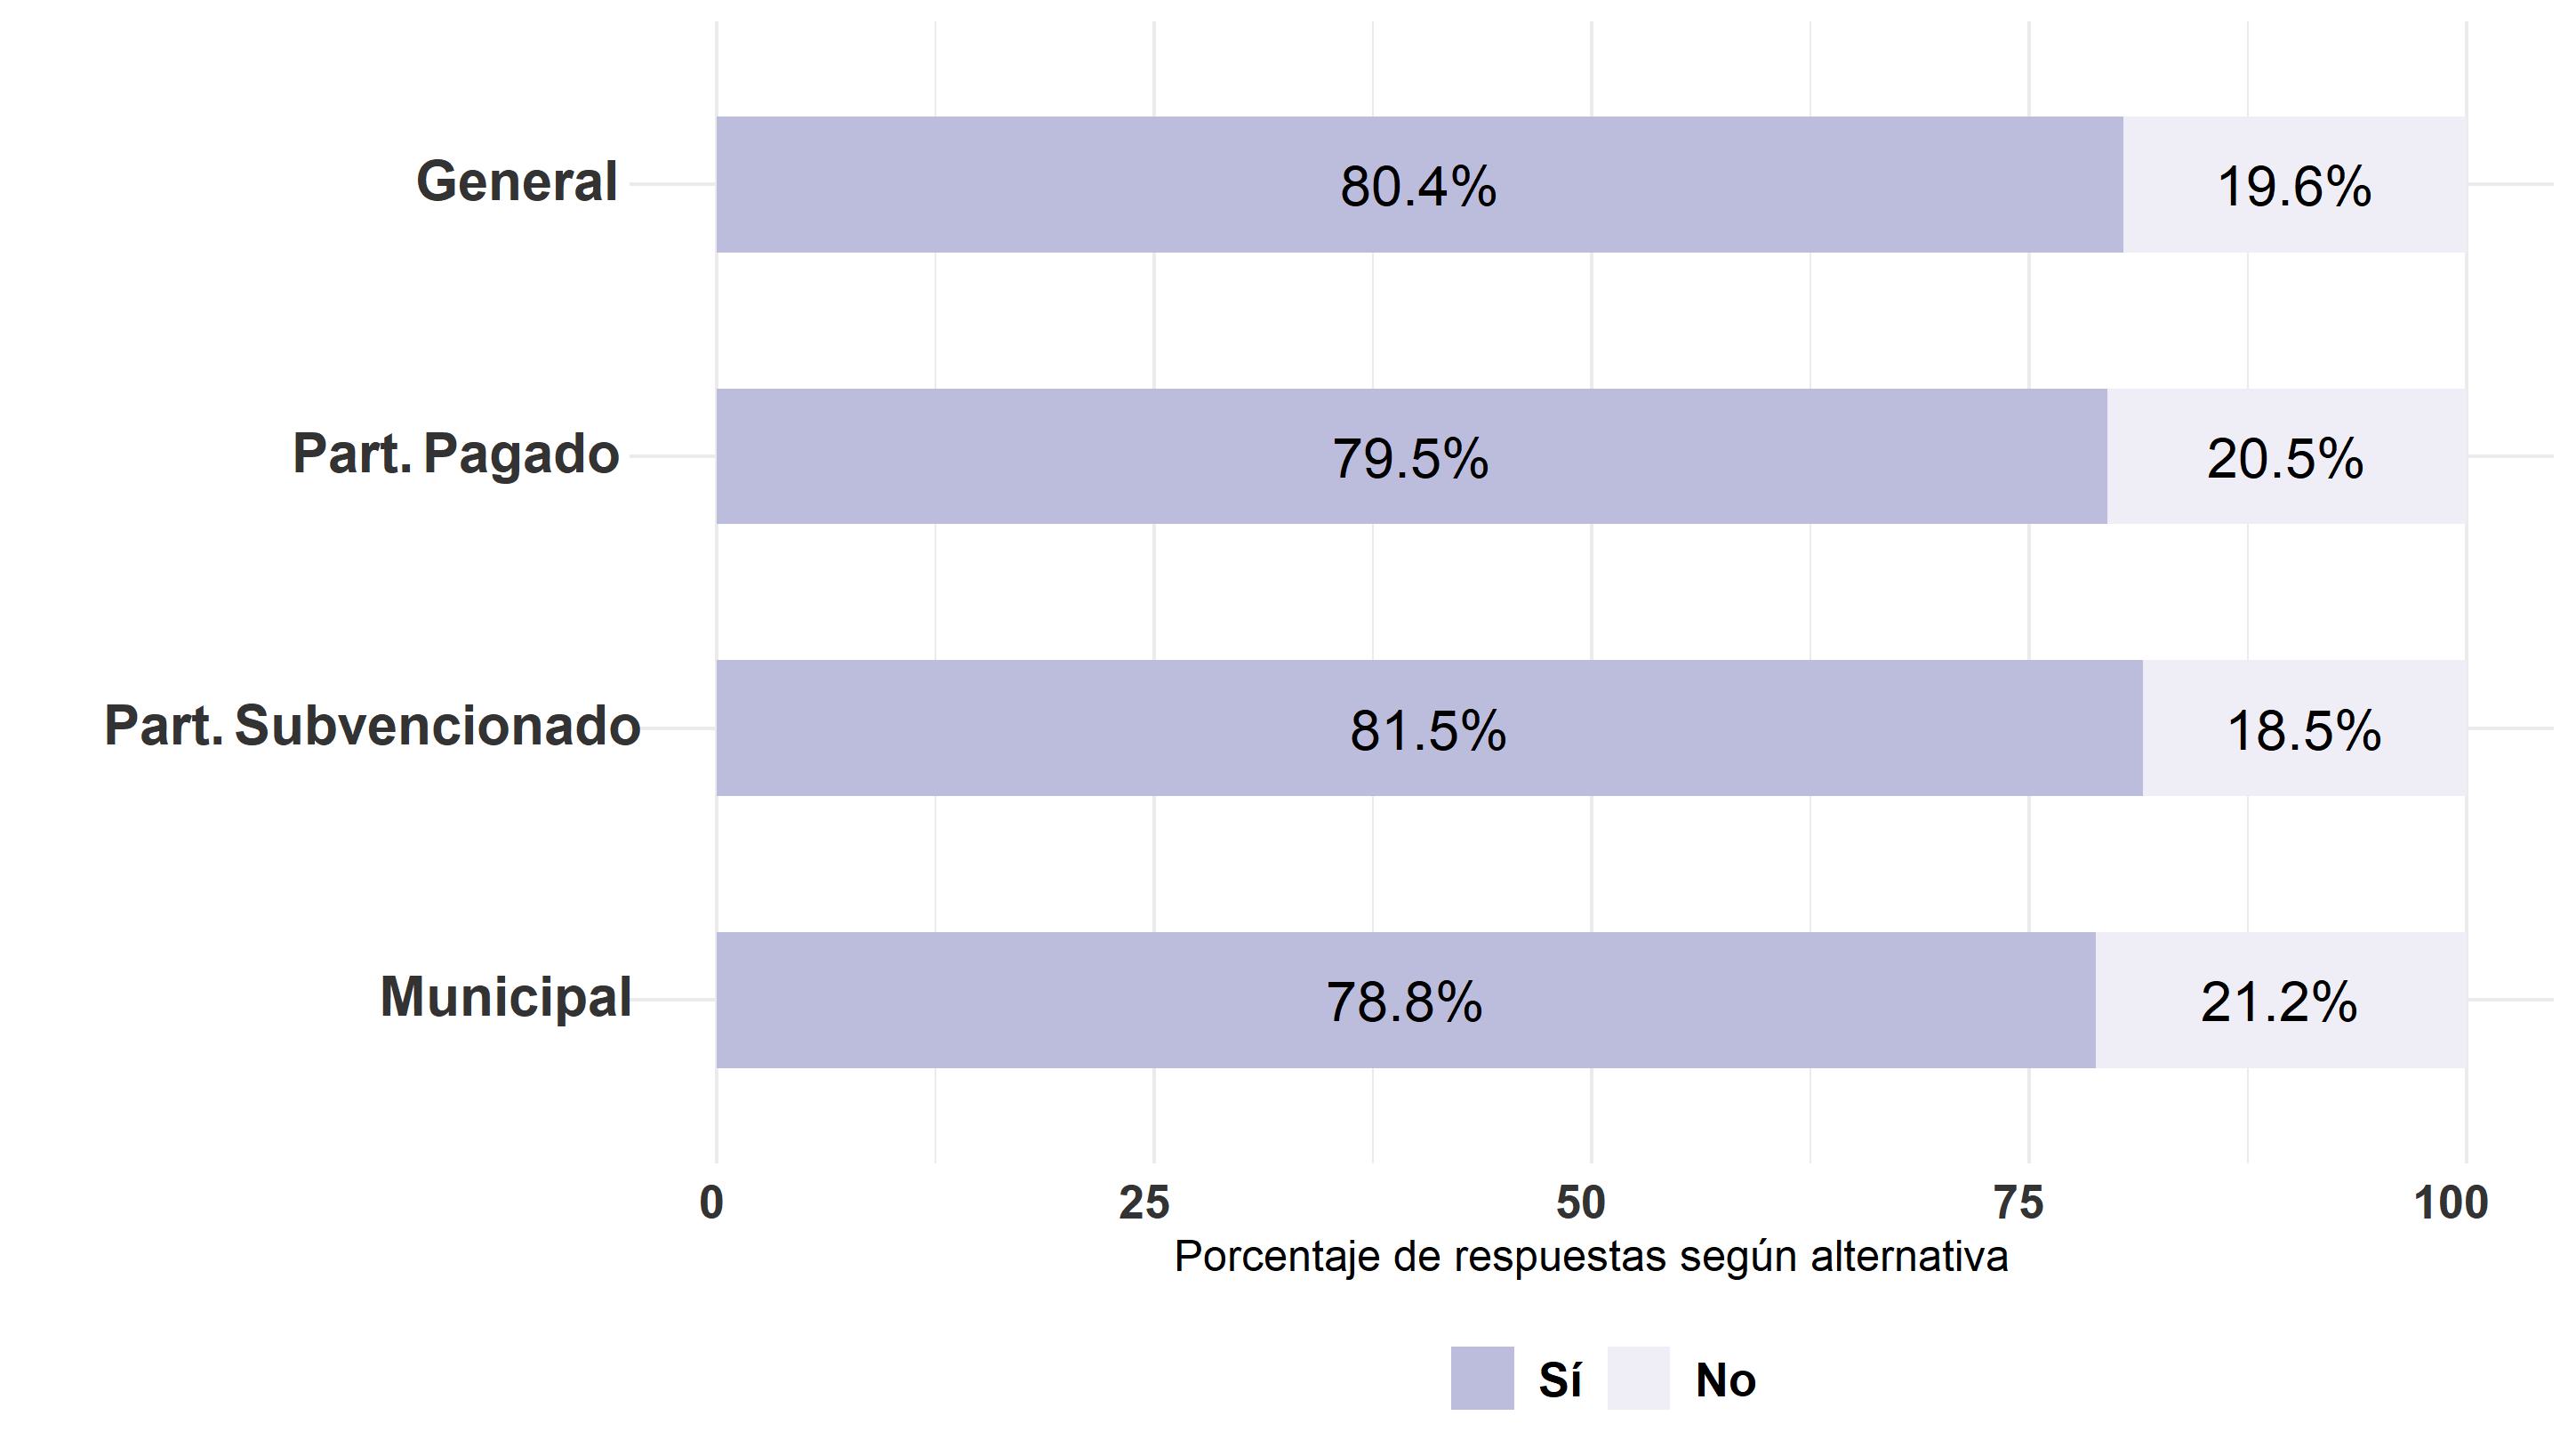 General 80.4% 19.6%
Part. Pagado 79.5% 20.5%
Part. Subvencionado 81.5% 18.5%
Municipal 78.8% 21.2%
0 25 50 75 100
Porcentaje de respuestas según alternativa
Sí No